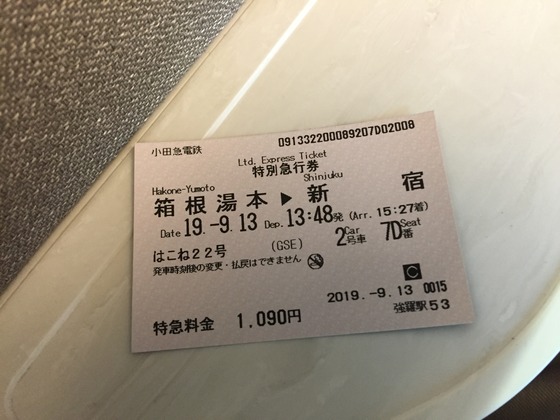 小田急電鉄 091332200089207D02008
Ltd. Express Ticket
特別急行券
Hakone-Yumoto Shinjuku
箱根湯本 ▶ 新宿
Date 19.-9.13 Dep. 13:48発 (Arr. 15:27着)
はこね22号 (GSE) 2 Car 号車 7D Seat 番
発車時刻後の変更・払戻はできません
C
2019.-9.13 0015
特急料金 1,090円 強羅駅53